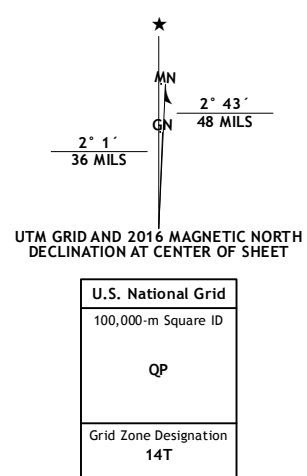 ★
MN
2° 43´
48 MILS
GN
2° 1´
36 MILS
UTM GRID AND 2016 MAGNETIC NORTH
DECLINATION AT CENTER OF SHEET
U.S. National Grid
100,000-m Square ID
QP
Grid Zone Designation
14T